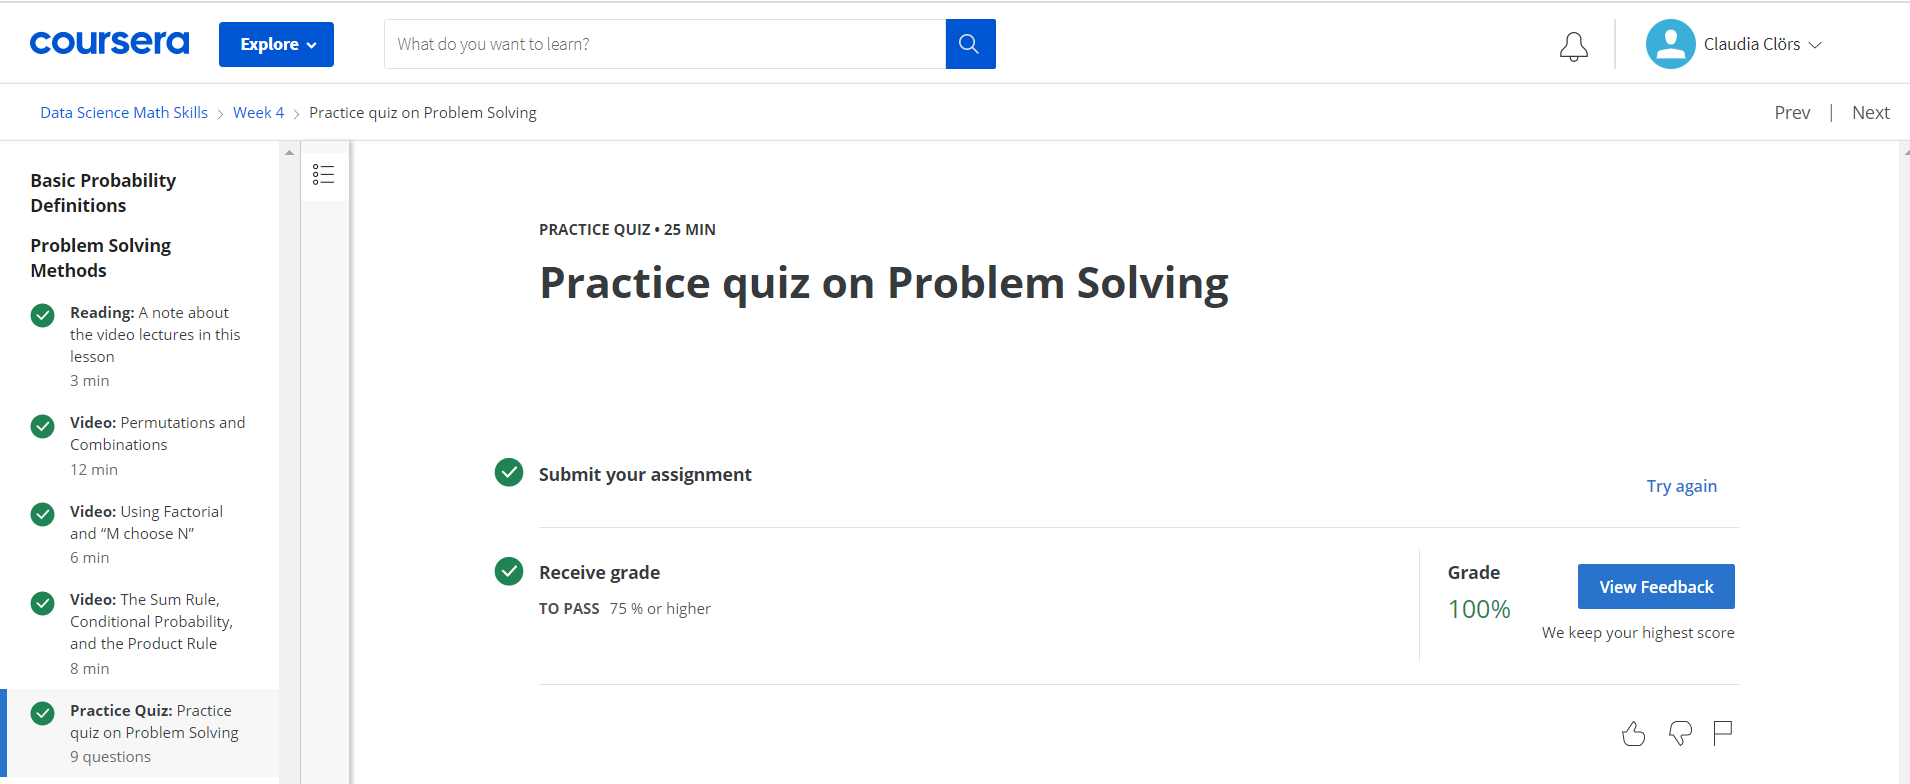 coursera
Explore
What do you want to learn?
Claudia Clörs
Data Science Math Skills
Week 4
Practice quiz on Problem Solving
Prev
Next
Basic Probability
Definitions
Problem Solving
Methods
Reading: A note about
the video lectures in this
lesson
3 min
Video: Permutations and
Combinations
12 min
Video: Using Factorial
and “M choose N”
6 min
Video: The Sum Rule,
Conditional Probability,
and the Product Rule
8 min
Practice Quiz: Practice
quiz on Problem Solving
9 questions
PRACTICE QUIZ • 25 MIN
Practice quiz on Problem Solving
Submit your assignment
Try again
Receive grade
TO PASS 75 % or higher
Grade
100%
View Feedback
We keep your highest score